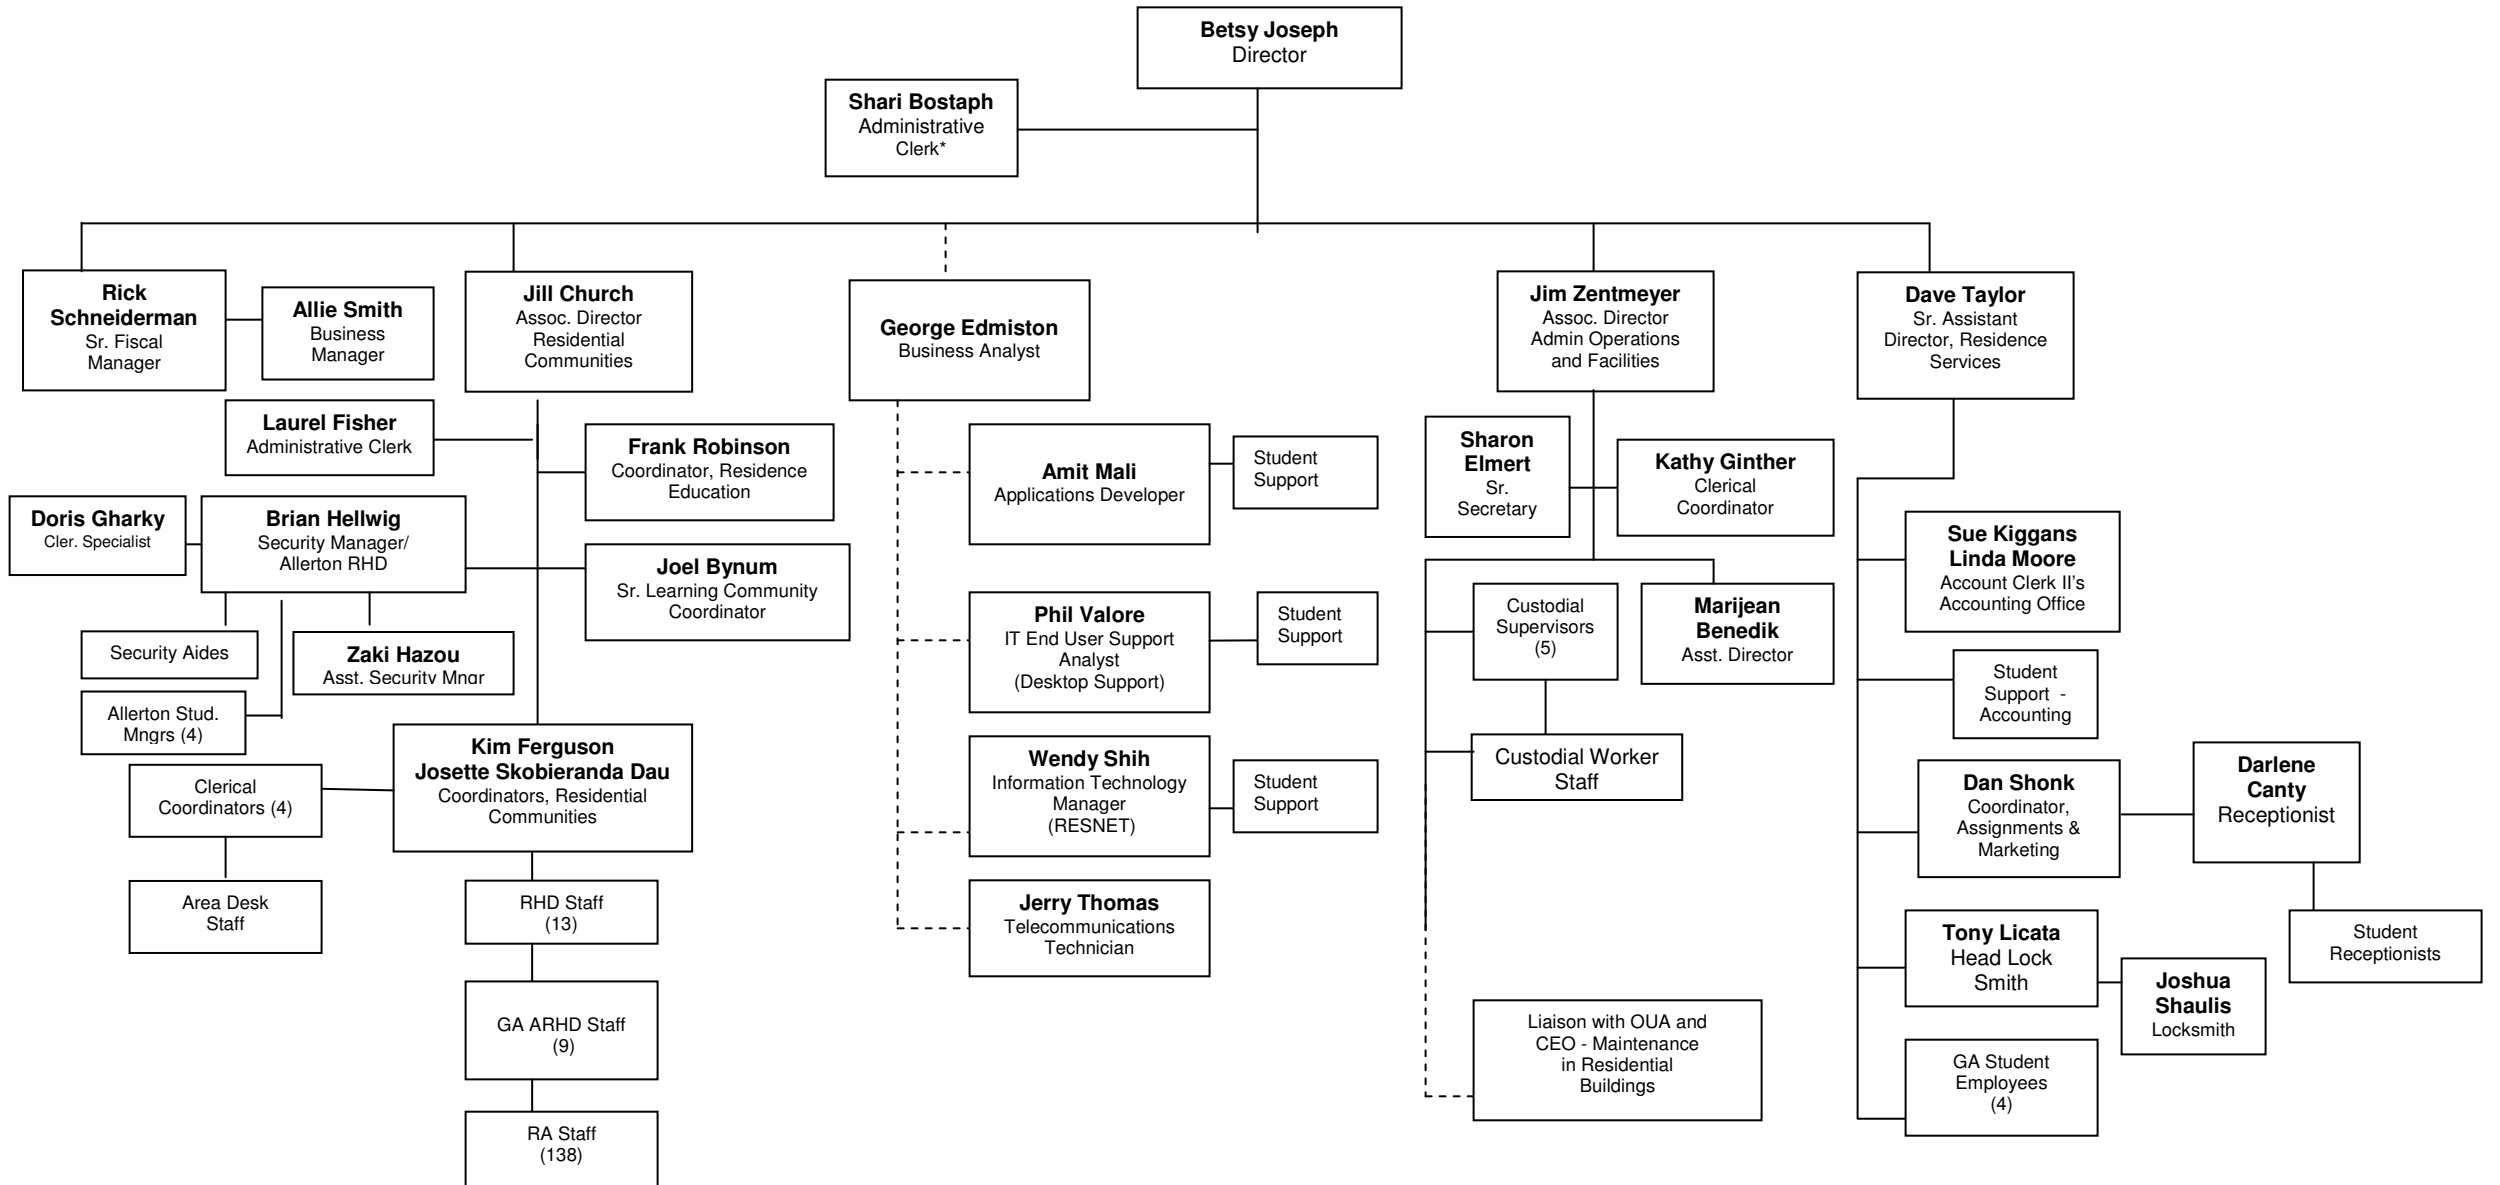 Betsy Joseph
Director
Shari Bostaph
Administrative
Clerk*
Rick
Schneiderman
Sr. Fiscal
Manager
Allie Smith
Business
Manager
Jill Church
Assoc. Director
Residential
Communities
George Edmiston
Business Analyst
Jim Zentmeyer
Assoc. Director
Admin Operations
and Facilities
Dave Taylor
Sr. Assistant
Director, Residence
Services
Laurel Fisher
Administrative Clerk
Frank Robinson
Coordinator, Residence
Education
Doris Gharky
Cler. Specialist
Brian Hellwig
Security Manager/
Allerton RHD
Joel Bynum
Sr. Learning Community
Coordinator
Security Aides
Zaki Hazou
Asst. Security Mngr
Allerton Stud.
Mngrs (4)
Kim Ferguson
Josette Skobieranda Dau
Coordinators, Residential
Communities
Clerical
Coordinators (4)
Area Desk
Staff
RHD Staff
(13)
GA ARHD Staff
(9)
RA Staff
(138)
Amit Mali
Applications Developer
Student
Support
Phil Valore
IT End User Support
Analyst
(Desktop Support)
Student
Support
Wendy Shih
Information Technology
Manager
(RESNET)
Student
Support
Jerry Thomas
Telecommunications
Technician
Sharon
Elmert
Sr.
Secretary
Kathy Ginther
Clerical
Coordinator
Custodial
Supervisors
(5)
Marijean
Benedik
Asst. Director
Custodial Worker
Staff
Liaison with OUA and
CEO - Maintenance
in Residential
Buildings
Sue Kiggans
Linda Moore
Account Clerk II's
Accounting Office
Student
Support -
Accounting
Dan Shonk
Coordinator,
Assignments &
Marketing
Darlene
Canty
Receptionist
Student
Receptionists
Tony Licata
Head Lock
Smith
Joshua
Shaulis
Locksmith
GA Student
Employees
(4)